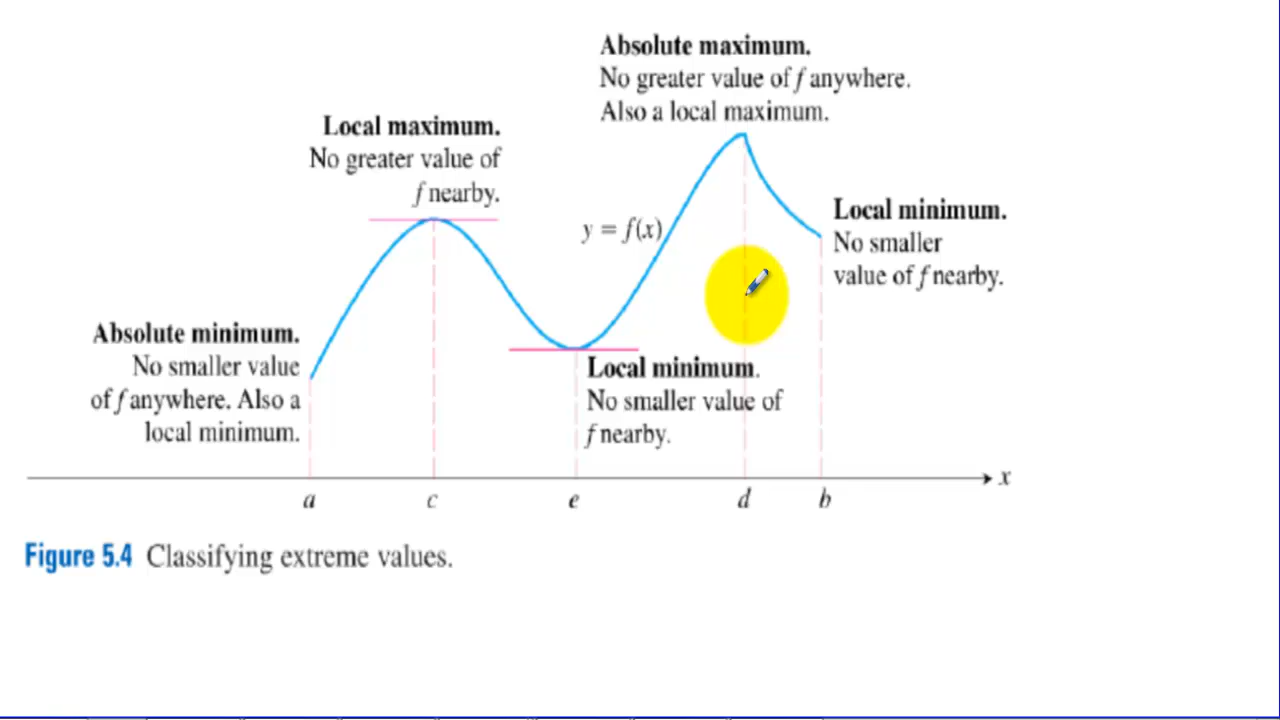 Absolute maximum.
No greater value of f anywhere.
Also a local maximum.
Local maximum.
No greater value of
f nearby.
y = f(x)
Local minimum.
No smaller
value of f nearby.
Absolute minimum.
No smaller value
of f anywhere. Also a
local minimum.
Local minimum.
No smaller value of
f nearby.
x
a c e d b
Figure 5.4 Classifying extreme values.